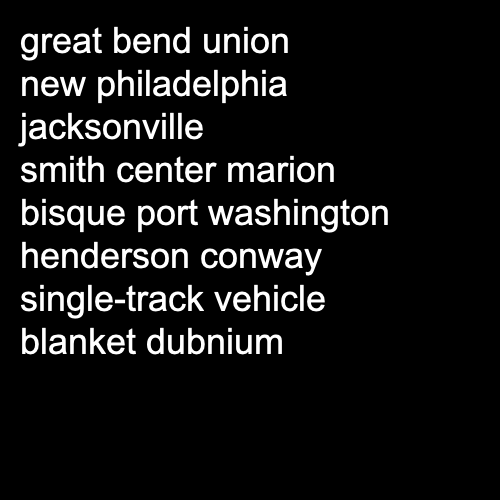 great bend union
new philadelphia
jacksonville
smith center marion
bisque port washington
henderson conway
single-track vehicle
blanket dubnium